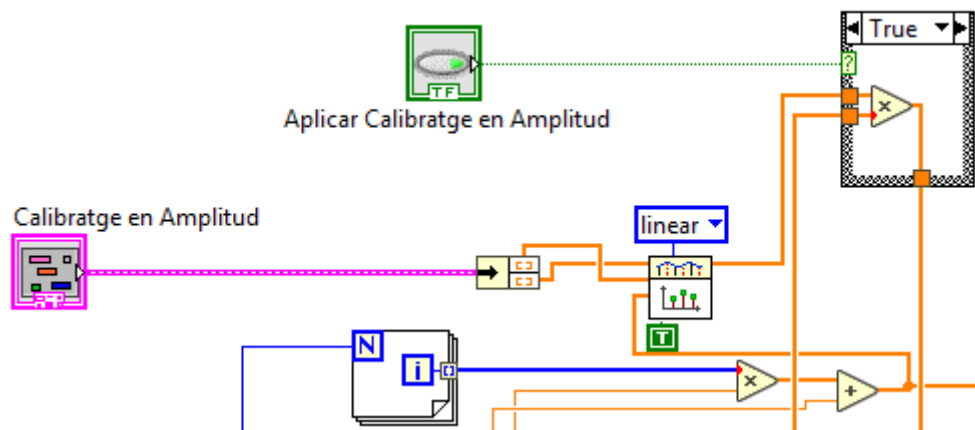 True
?
TF
Aplicar Calibratge en Amplitud
×
Calibratge en Amplitud
linear
T
N
i
×
+